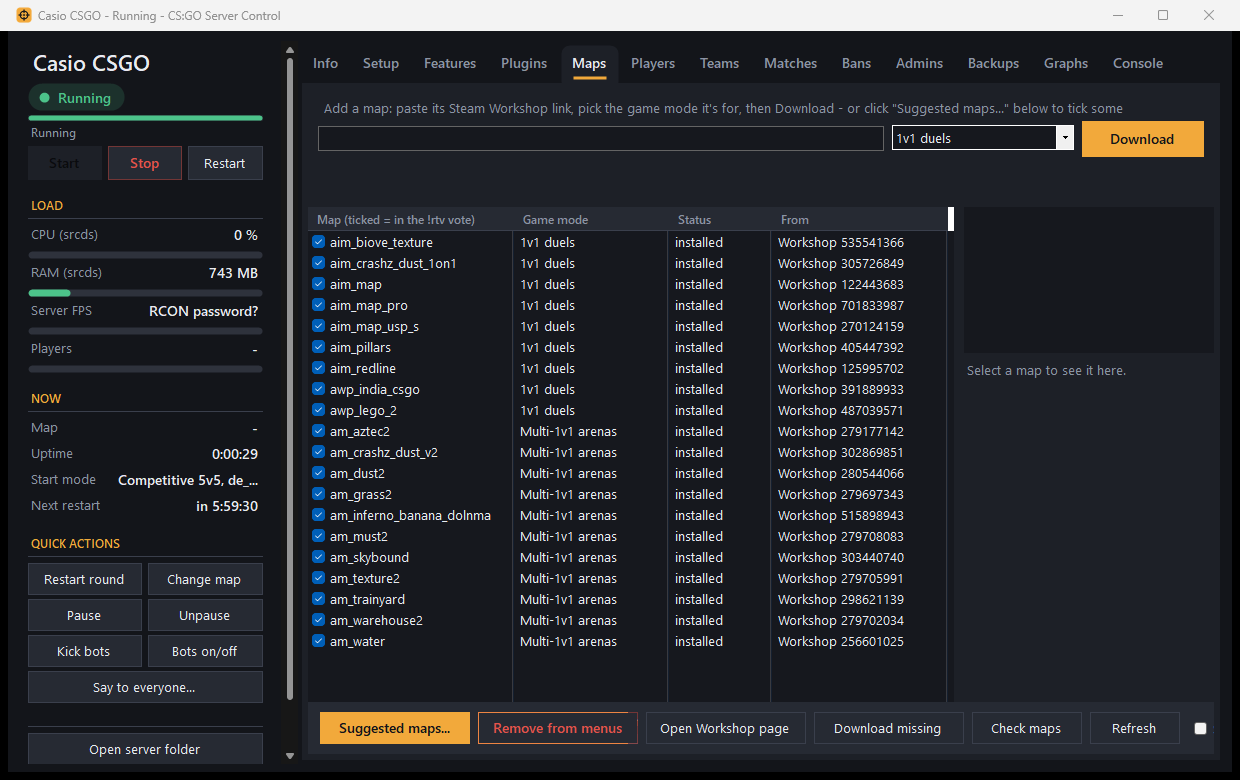 Casio CSGO - Running - CS:GO Server Control
Casio CSGO
Running
Running
Start Stop Restart
LOAD
CPU (srcds) 0 %
RAM (srcds) 743 MB
Server FPS RCON password?
Players -
NOW
Map -
Uptime 0:00:29
Start mode Competitive 5v5, de_...
Next restart in 5:59:30
QUICK ACTIONS
Restart round Change map
Pause Unpause
Kick bots Bots on/off
Say to everyone...
Open server folder
Info Setup Features Plugins Maps Players Teams Matches Bans Admins Backups Graphs Console
Add a map: paste its Steam Workshop link, pick the game mode it's for, then Download - or click "Suggested maps..." below to tick some
1v1 duels Download
Map (ticked = in the !rtv vote) Game mode Status From
aim_biove_texture 1v1 duels installed Workshop 535541366
aim_crashz_dust_1on1 1v1 duels installed Workshop 305726849
aim_map 1v1 duels installed Workshop 122443683
aim_map_pro 1v1 duels installed Workshop 701833987
aim_map_usp_s 1v1 duels installed Workshop 270124159
aim_pillars 1v1 duels installed Workshop 405447392
aim_redline 1v1 duels installed Workshop 125995702
awp_india_csgo 1v1 duels installed Workshop 391889933
awp_lego_2 1v1 duels installed Workshop 487039571
am_aztec2 Multi-1v1 arenas installed Workshop 279177142
am_crashz_dust_v2 Multi-1v1 arenas installed Workshop 302869851
am_dust2 Multi-1v1 arenas installed Workshop 280544066
am_grass2 Multi-1v1 arenas installed Workshop 279697343
am_inferno_banana_dolnma Multi-1v1 arenas installed Workshop 515898943
am_must2 Multi-1v1 arenas installed Workshop 279708083
am_skybound Multi-1v1 arenas installed Workshop 303440740
am_texture2 Multi-1v1 arenas installed Workshop 279705991
am_trainyard Multi-1v1 arenas installed Workshop 298621139
am_warehouse2 Multi-1v1 arenas installed Workshop 279702034
am_water Multi-1v1 arenas installed Workshop 256601025
Select a map to see it here.
Suggested maps... Remove from menus Open Workshop page Download missing Check maps Refresh